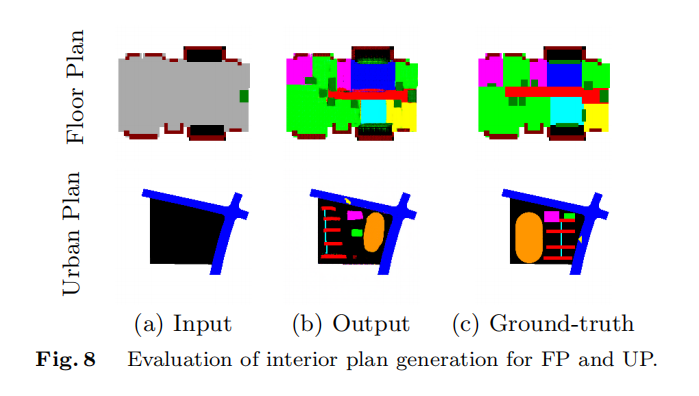 Floor Plan
Urban Plan
(a) Input (b) Output (c) Ground-truth
Fig. 8 Evaluation of interior plan generation for FP and UP.